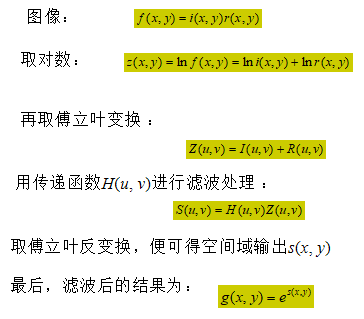 图像： f(x, y) = i(x, y)r(x, y)
取对数： z(x, y) = ln f(x, y) = ln i(x, y) + ln r(x, y)
再取傅立叶变换： 
Z(u, v) = I(u, v) + R(u, v)
用传递函数H(u, v)进行滤波处理：
S(u, v) = H(u, v)Z(u, v)
取傅立叶反变换，便可得空间域输出s(x, y)
最后，滤波后的结果为： g(x, y) = e^{s(x, y)}